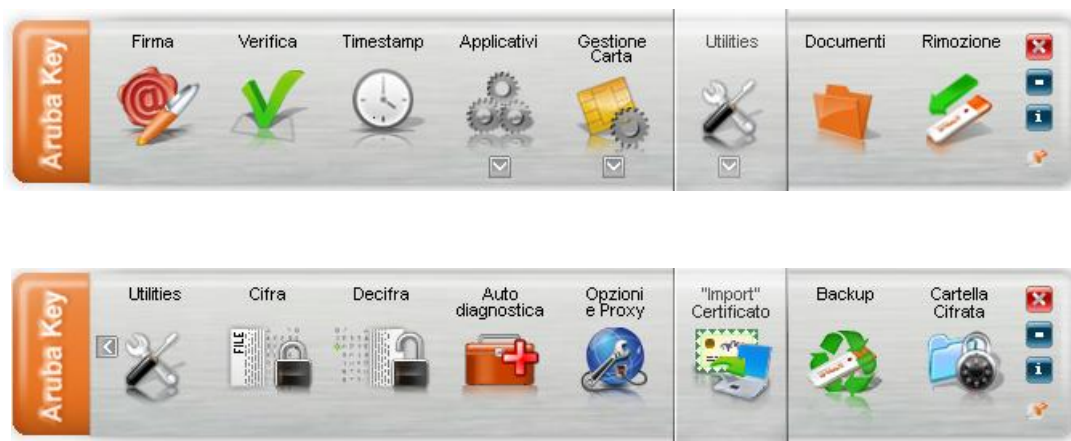 Aruba Key
Firma
Verifica
Timestamp
Applicativi
Gestione
Carta
Utilities
Documenti
Rimozione
Aruba Key
Utilities
Cifra
Decifra
Auto
diagnostica
Opzioni
e Proxy
"Import"
Certificato
Backup
Cartella
Cifrata
FILE